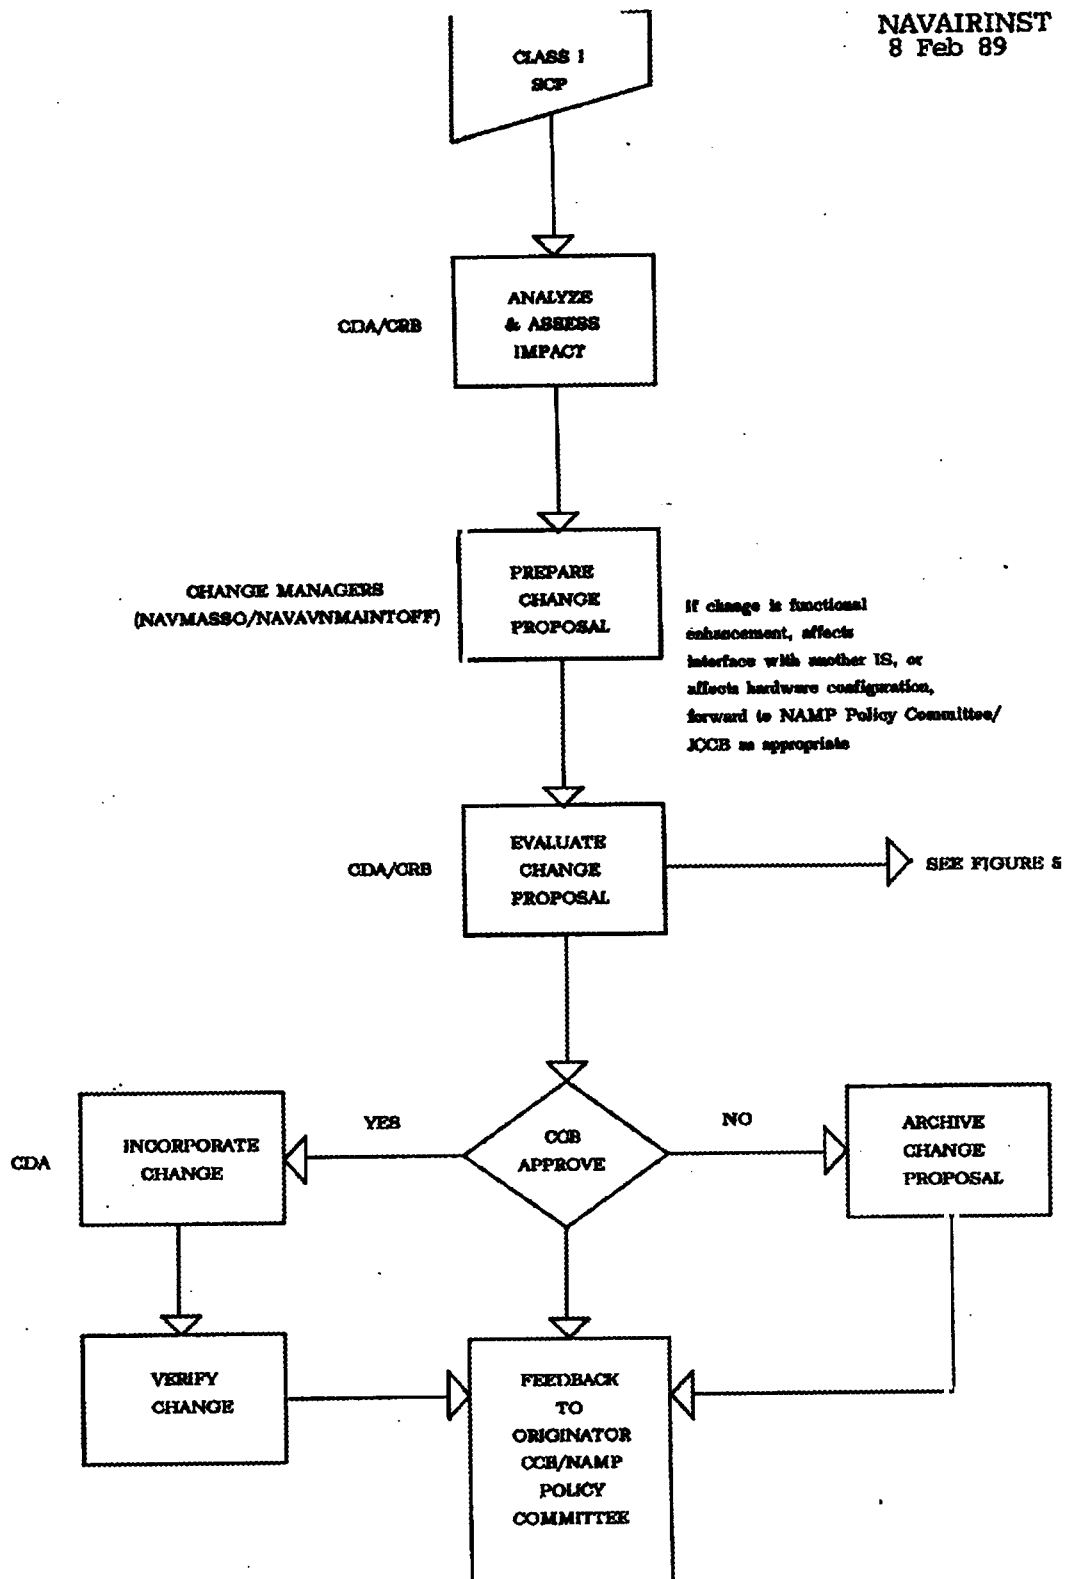 NAVAIRINST
8 Feb 89
CLASS I
SCP
ANALYZE
& ASSESS
IMPACT
CDA/CRB
PREPARE
CHANGE
PROPOSAL
CHANGE MANAGERS
(NAVMASSO/NAVAVNMAINTOFF)
If change is functional
enhancement, affects
interface with another IS, or
affects hardware configuration,
forward to NAMP Policy Committee/
JCCB as appropriate
EVALUATE
CHANGE
PROPOSAL
CDA/CRB
SEE FIGURE
CCB
APPROVE
YES
NO
INCORPORATE
CHANGE
CDA
ARCHIVE
CHANGE
PROPOSAL
VERIFY
CHANGE
FEEDBACK
TO
ORIGINATOR
CCB/NAMP
POLICY
COMMITTEE